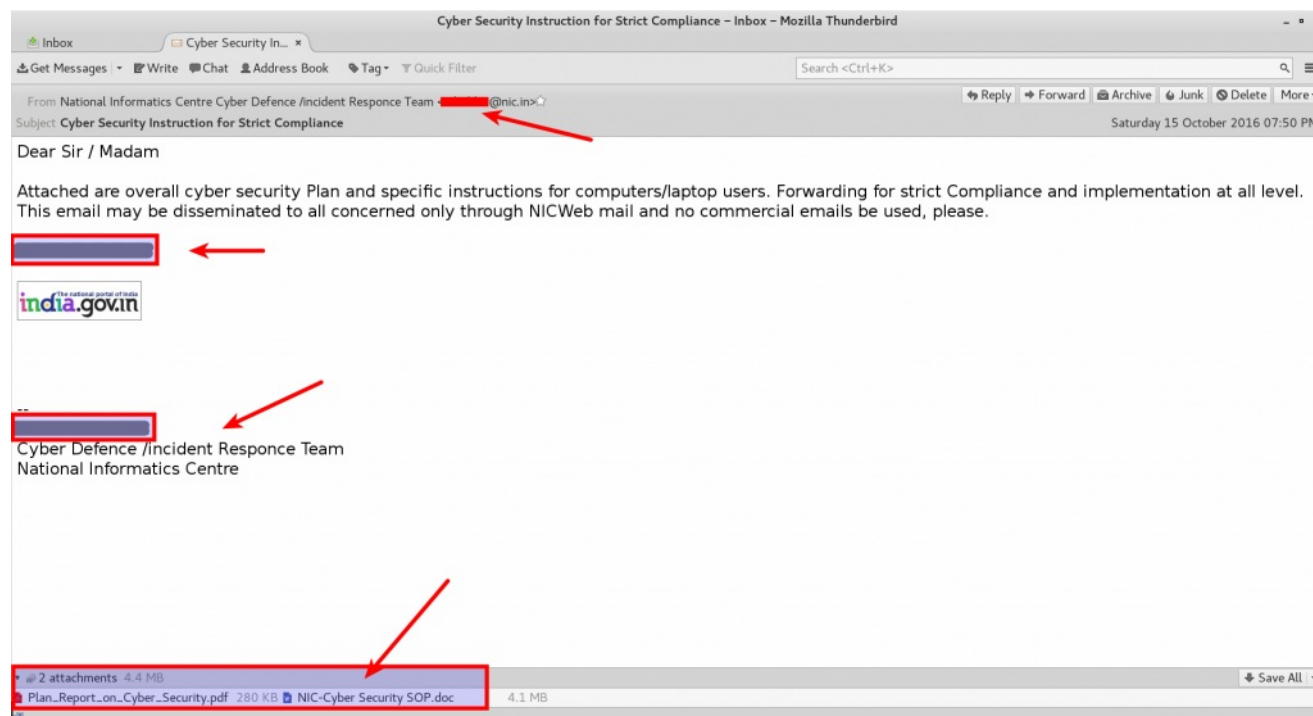 Cyber Security Instruction for Strict Compliance – Inbox – Mozilla Thunderbird
Inbox Cyber Security In... ×
Get Messages Write Chat Address Book Tag Quick Filter Search <Ctrl+K>
From National Informatics Centre Cyber Defence /incident Responce Team < @nic.in> Reply Forward Archive Junk Delete More
Subject Cyber Security Instruction for Strict Compliance Saturday 15 October 2016 07:50 PM
Dear Sir / Madam
Attached are overall cyber security Plan and specific instructions for computers/laptop users. Forwarding for strict Compliance and implementation at all level.
This email may be disseminated to all concerned only through NICWeb mail and no commercial emails be used, please.
The national portal of india
india.gov.in
--
Cyber Defence /incident Responce Team
National Informatics Centre
2 attachments 4.4 MB Save All
Plan_Report_on_Cyber_Security.pdf 280 KB NIC-Cyber Security SOP.doc 4.1 MB